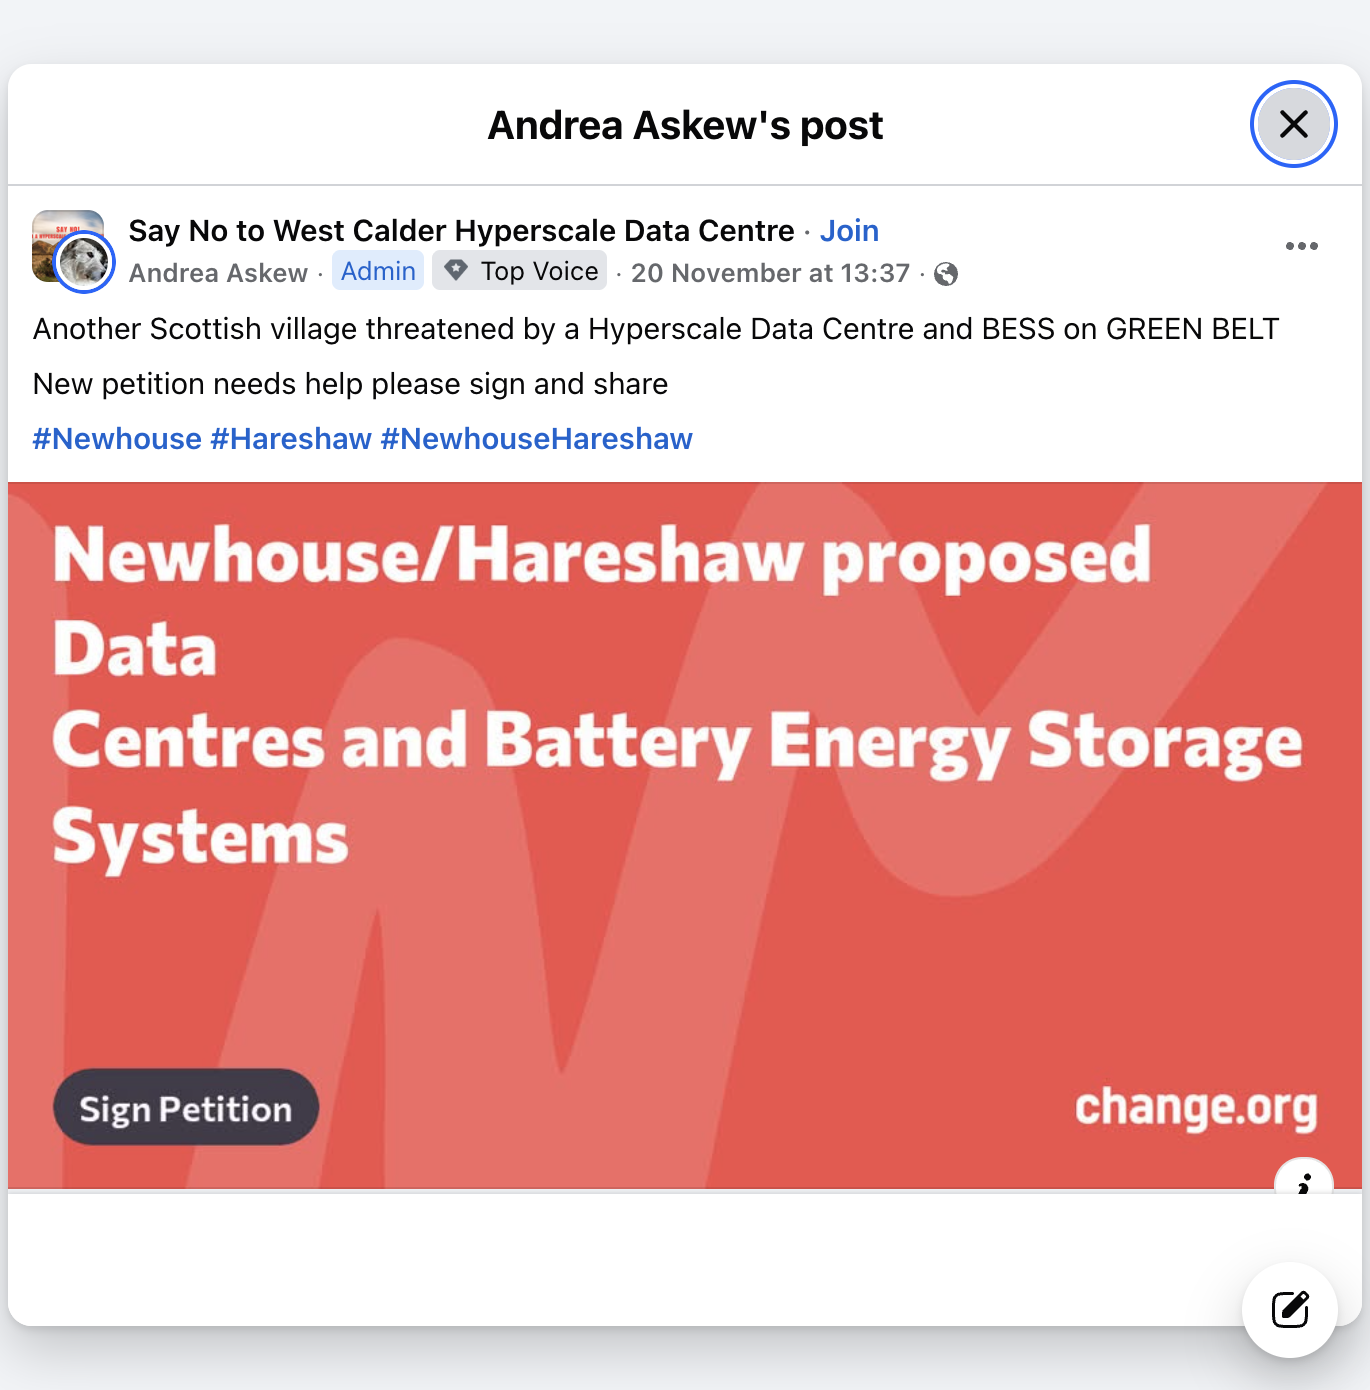 Andrea Askew's post
Say No to West Calder Hyperscale Data Centre · Join
Andrea Askew · Admin Top Voice · 20 November at 13:37 ·
Another Scottish village threatened by a Hyperscale Data Centre and BESS on GREEN BELT
New petition needs help please sign and share
#Newhouse #Hareshaw #NewhouseHareshaw
Newhouse/Hareshaw proposed
Data
Centres and Battery Energy Storage
Systems
Sign Petition
change.org